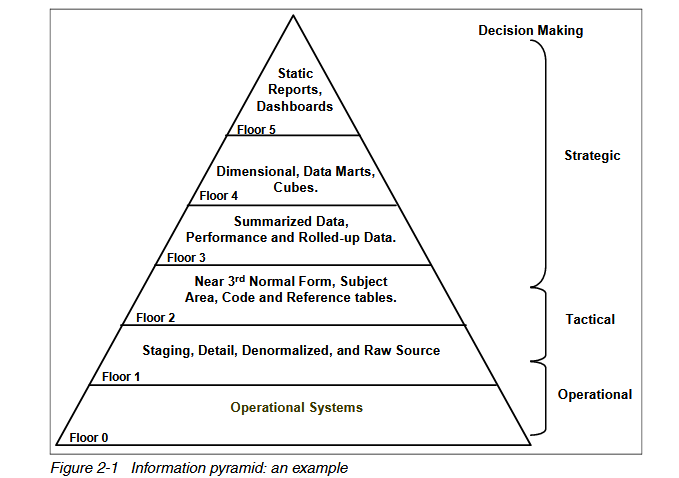 Decision Making
Static
Reports,
Dashboards
Floor 5
Strategic
Dimensional, Data Marts,
Cubes.
Floor 4
Summarized Data,
Performance and Rolled-up Data.
Floor 3
Near 3rd Normal Form, Subject
Area, Code and Reference tables.
Floor 2
Tactical
Staging, Detail, Denormalized, and Raw Source
Floor 1
Operational
Operational Systems
Floor 0
Figure 2-1 Information pyramid: an example